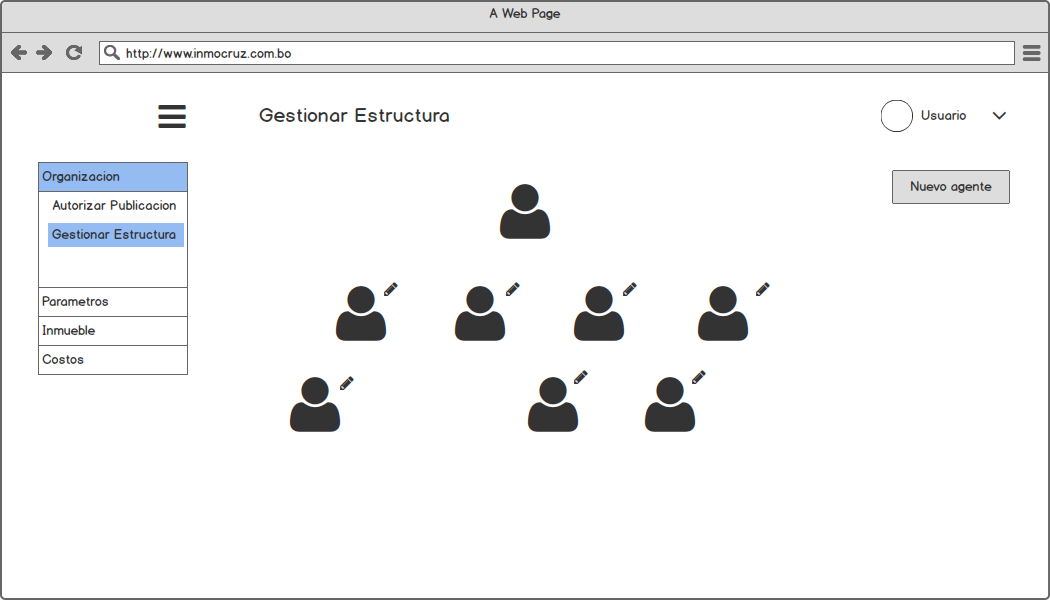 A Web Page
http://www.inmocruz.com.bo
Gestionar Estructura
Usuario
Organizacion
Autorizar Publicacion
Gestionar Estructura
Parametros
Inmueble
Costos
Nuevo agente